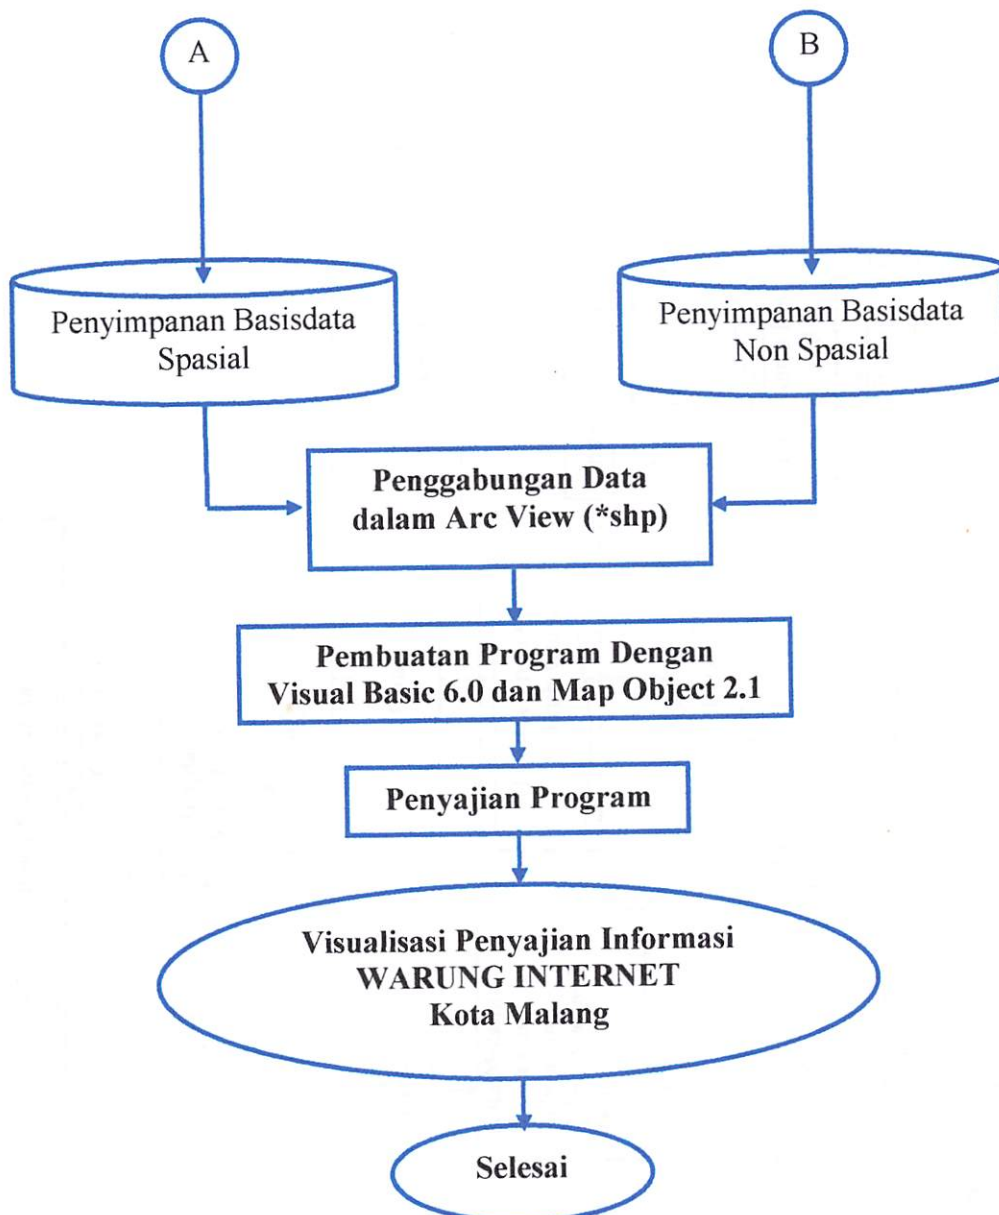 A
B
Penyimpanan Basisdata
Spasial
Penyimpanan Basisdata
Non Spasial
Penggabungan Data
dalam Arc View (*shp)
Pembuatan Program Dengan
Visual Basic 6.0 dan Map Object 2.1
Penyajian Program
Visualisasi Penyajian Informasi
WARUNG INTERNET
Kota Malang
Selesai